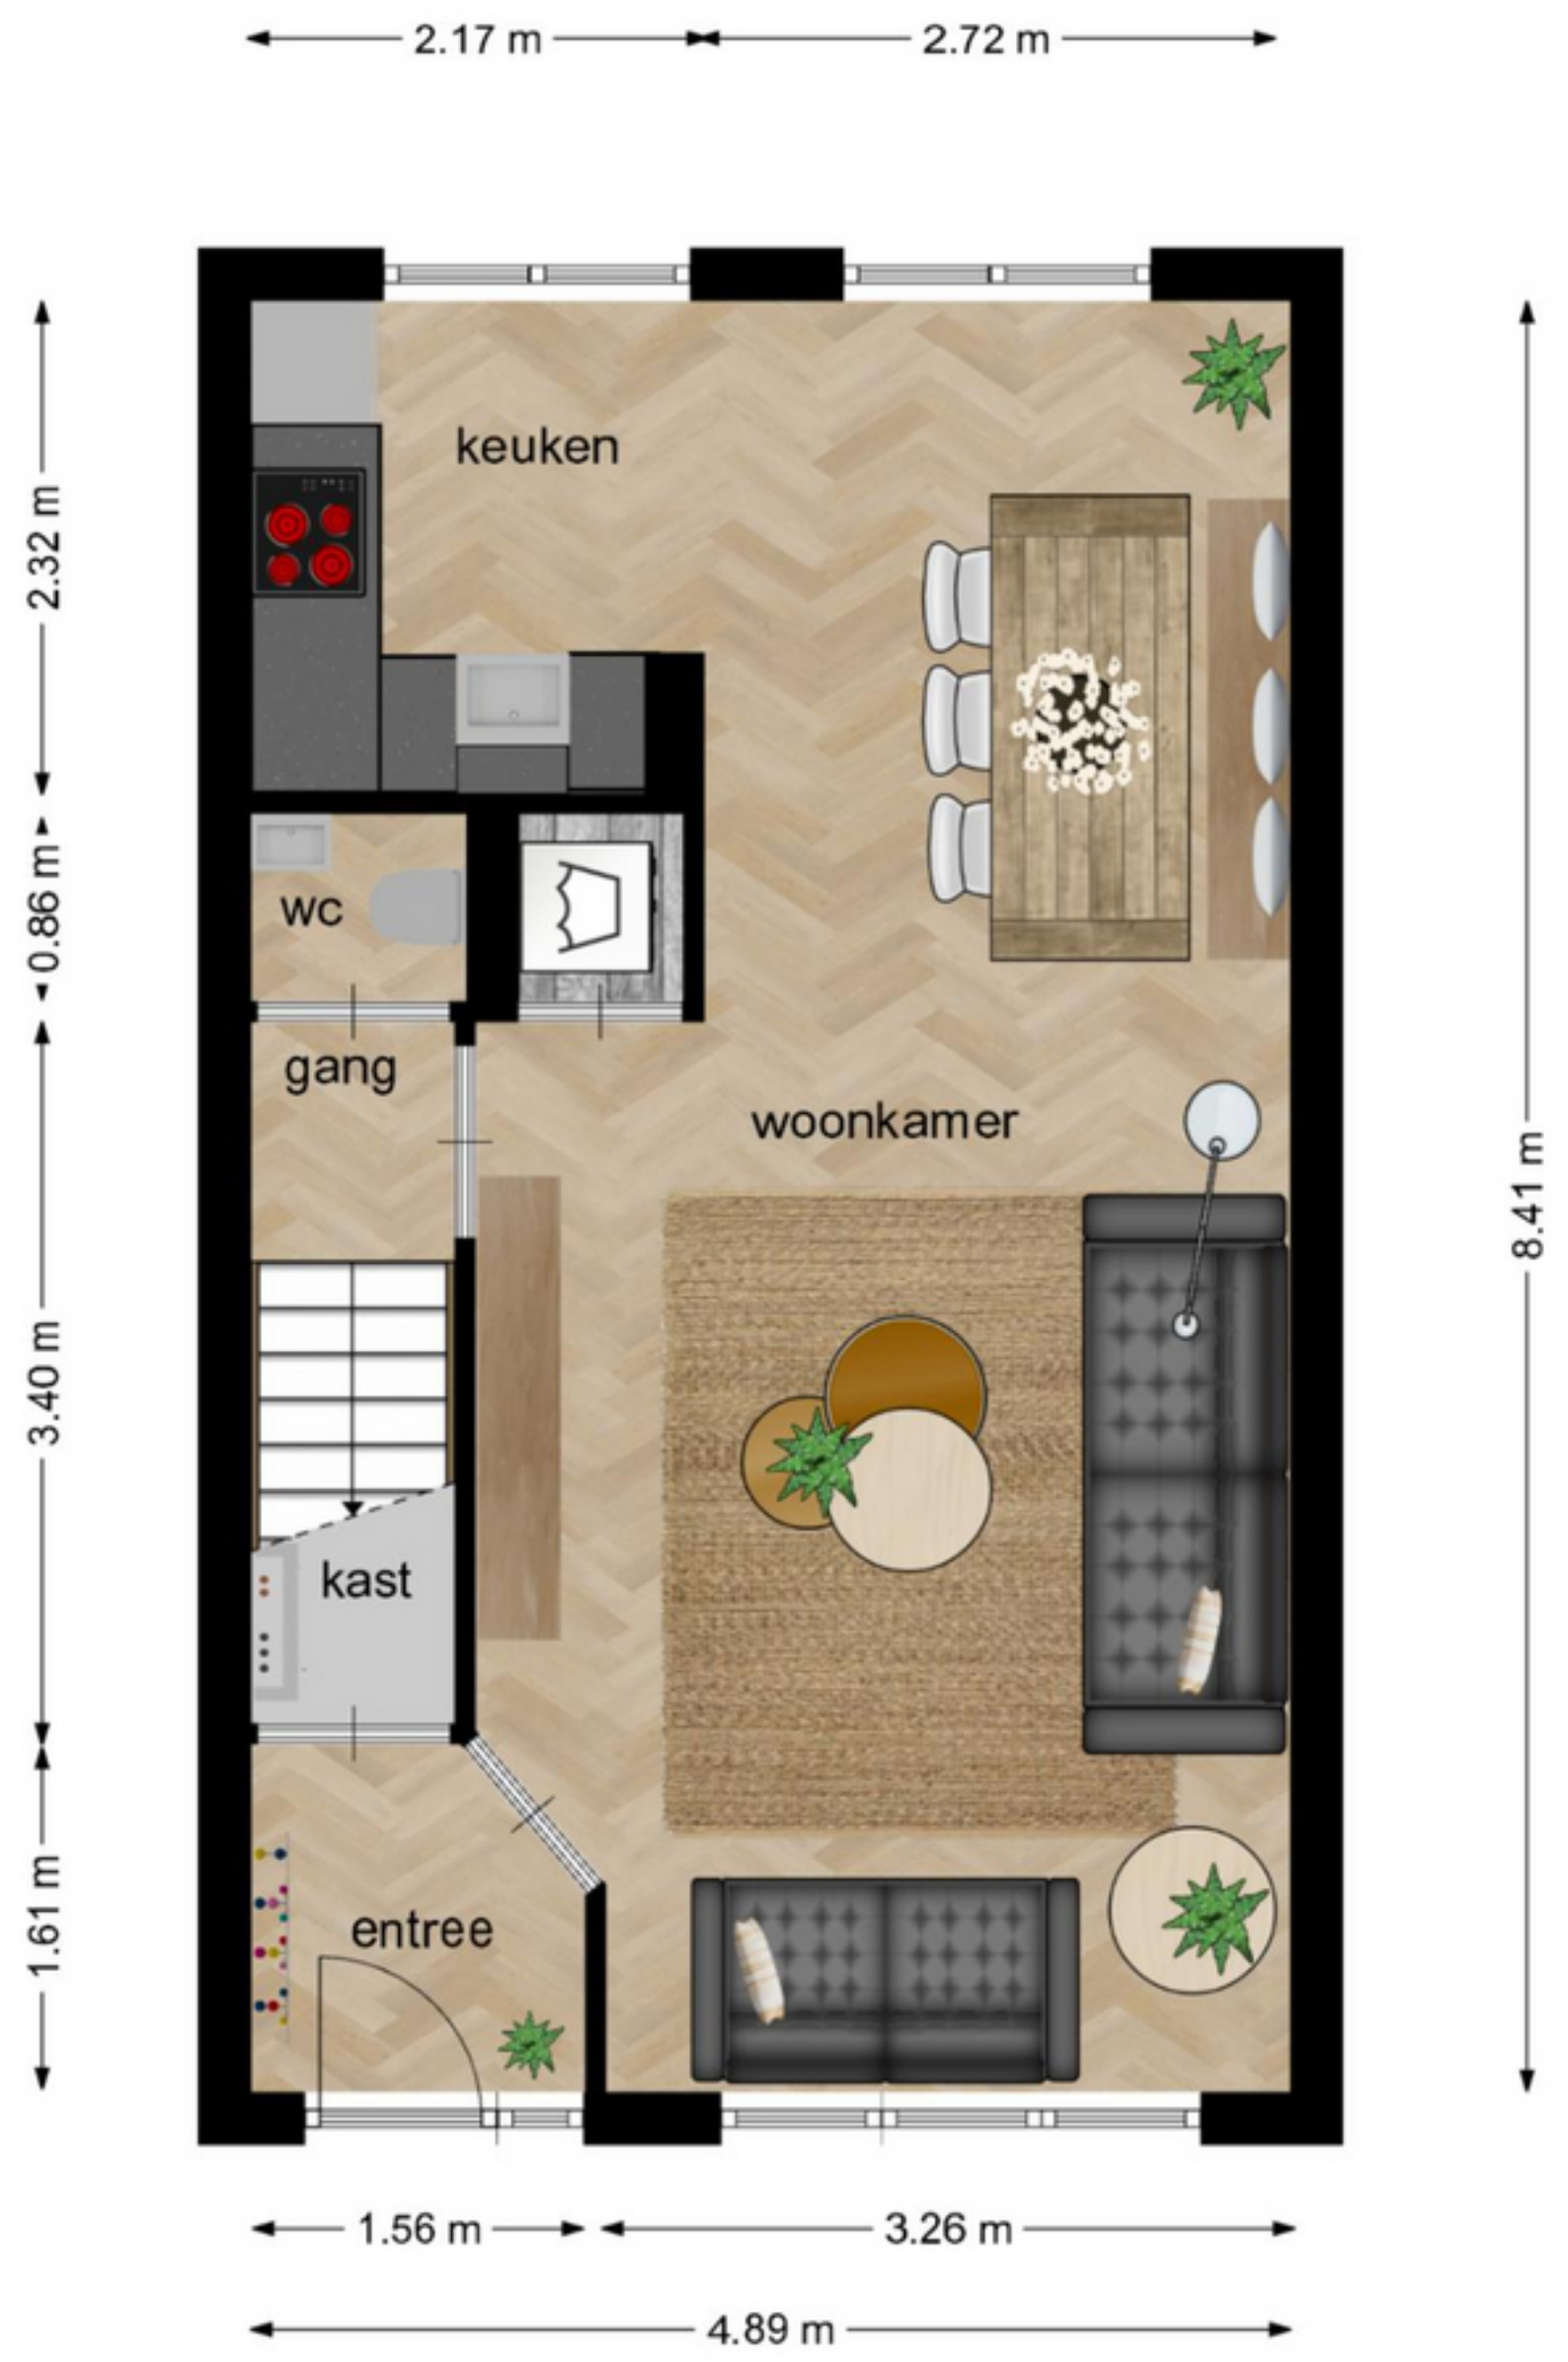 2.17 m
2.72 m
keuken
2.32 m
0.86 m
wc
gang
woonkamer
8.41 m
3.40 m
kast
1.61 m
entree
1.56 m
3.26 m
4.89 m